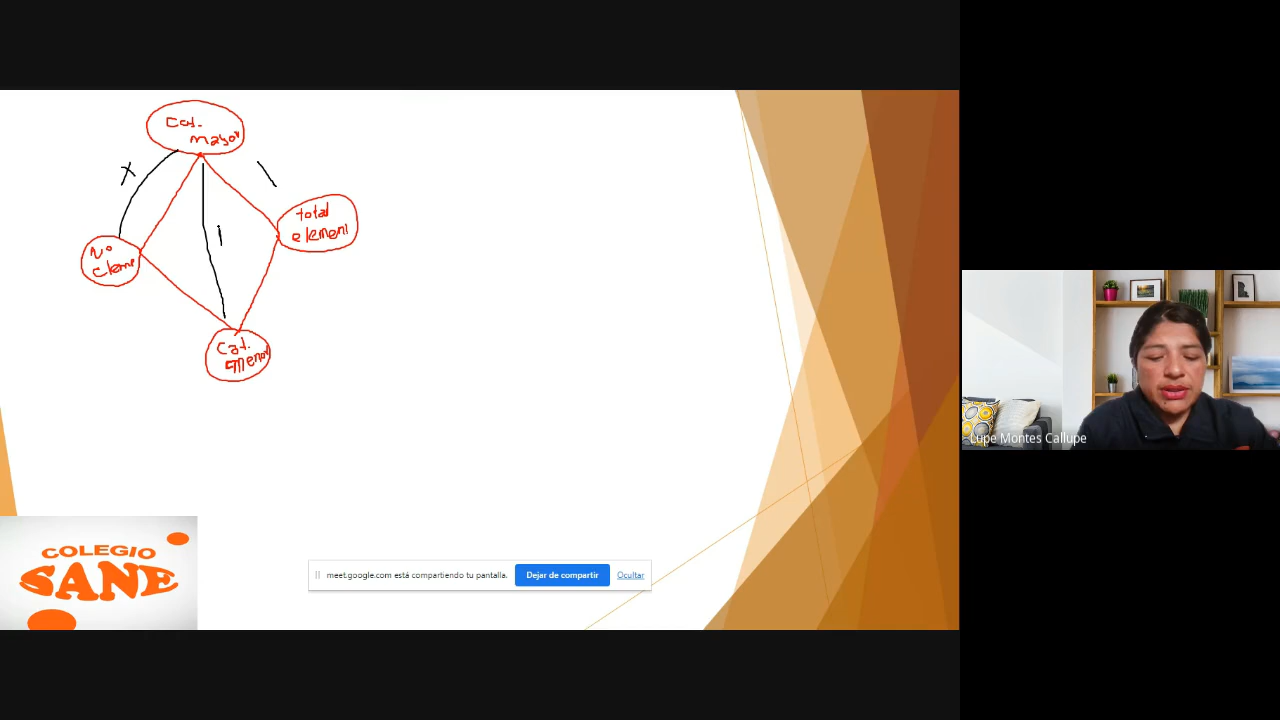 Cat.
mayor
X
total
element
N°
eleme
Cat.
menor
COLEGIO
SANE
meet.google.com está compartiendo tu pantalla.
Dejar de compartir
Ocultar
Lupe Montes Callupe